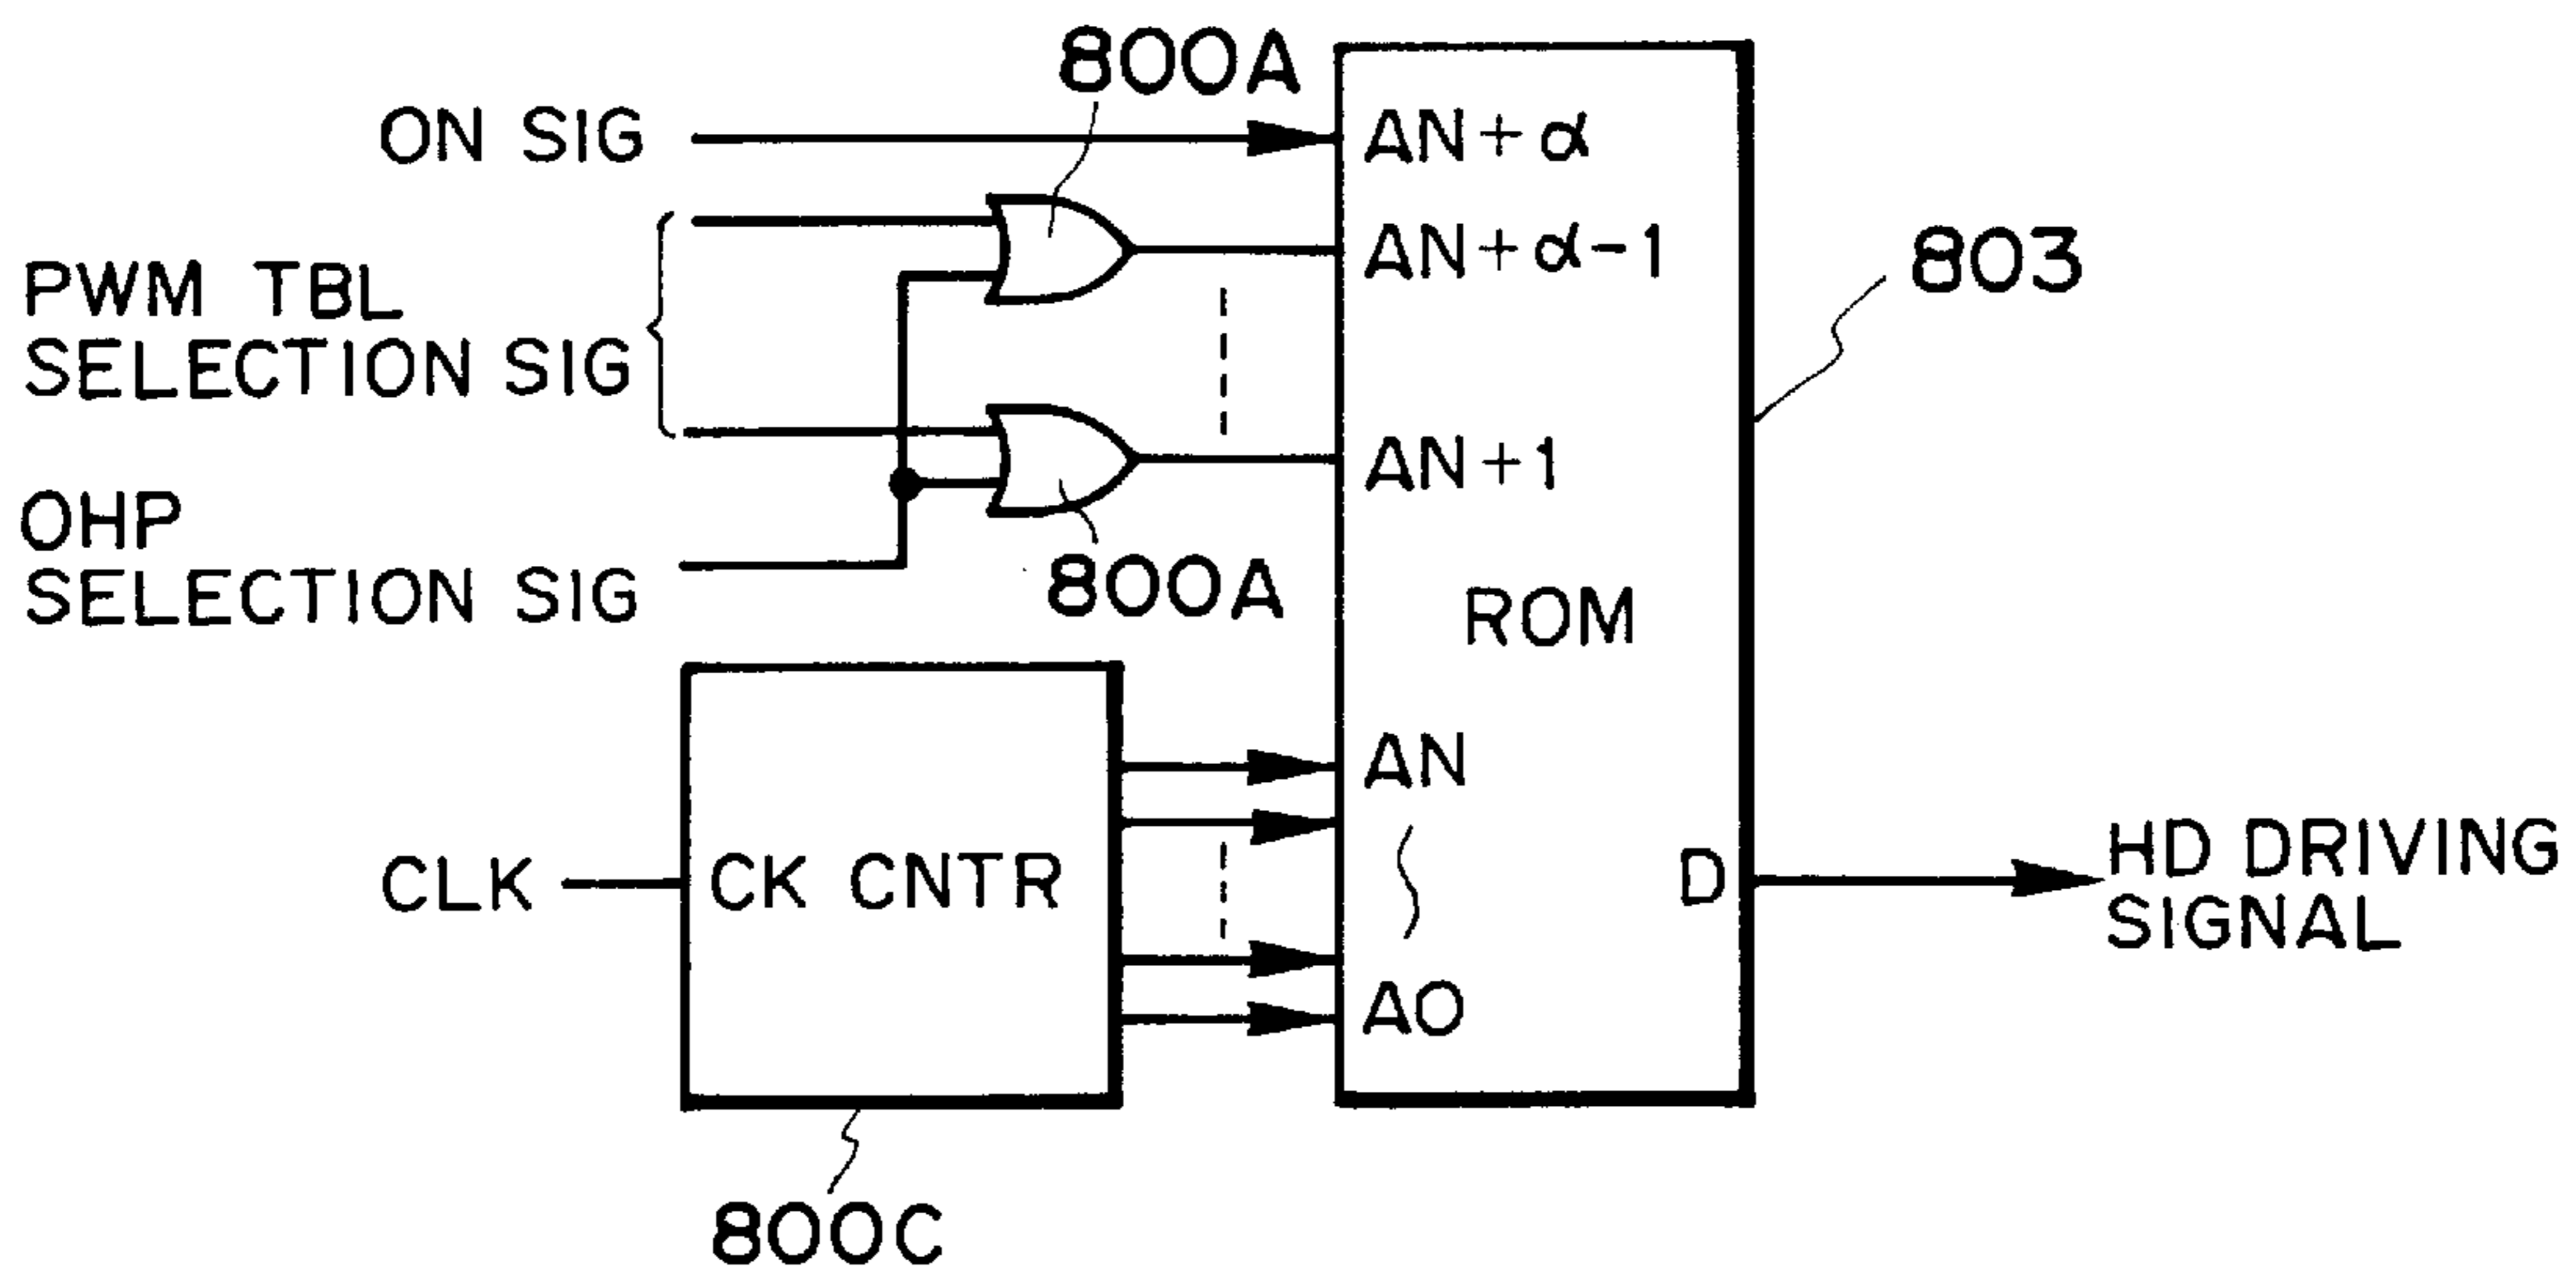 800A
ON SIG
AN+α
PWM TBL
SELECTION SIG
AN+α-1
803
AN+1
OHP
SELECTION SIG
800A
ROM
AN
CLK
CK CNTR
D
HD DRIVING
SIGNAL
A0
800C